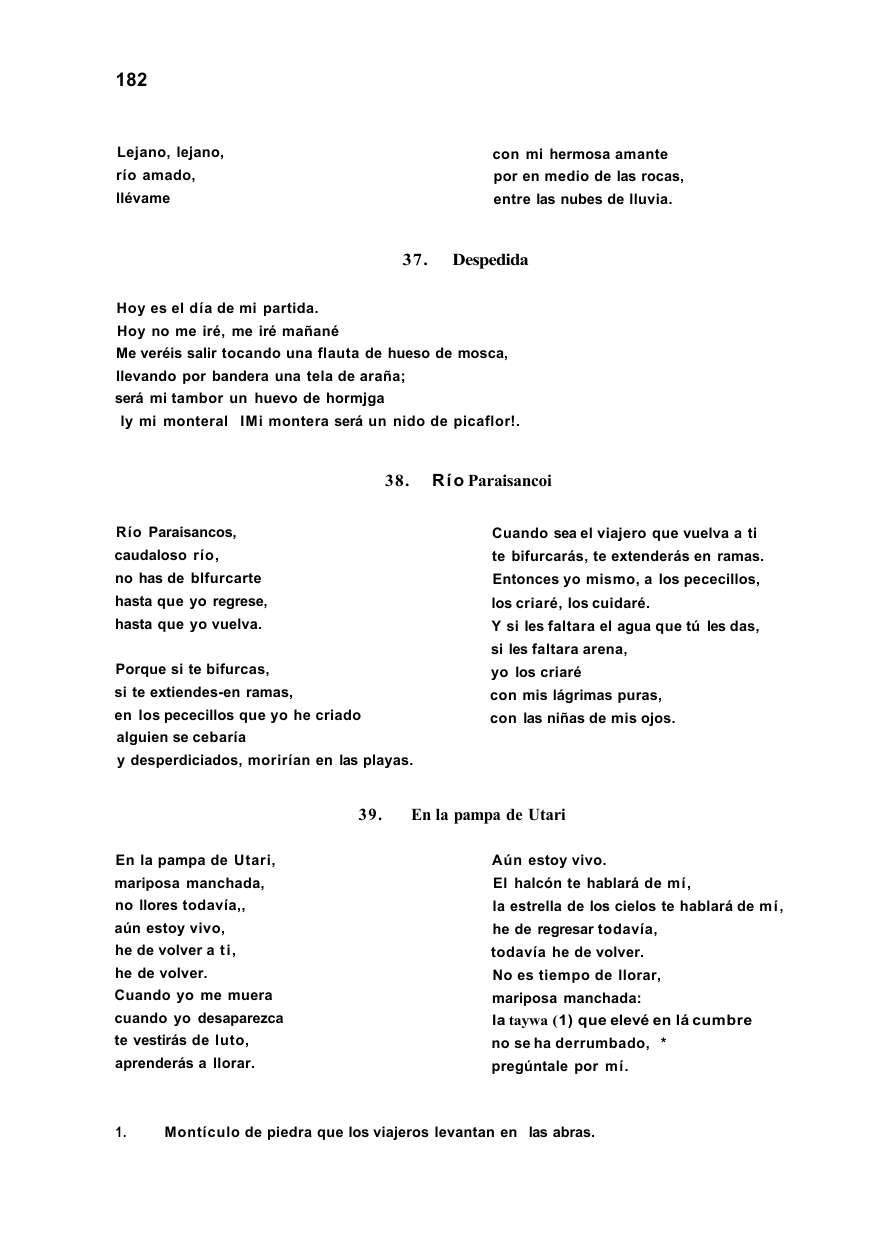 182
Lejano, lejano,
río amado,
llévame
con mi hermosa amante
por en medio de las rocas,
entre las nubes de lluvia.
37. Despedida
Hoy es el día de mi partida.
Hoy no me iré, me iré mañané
Me veréis salir tocando una flauta de hueso de mosca,
llevando por bandera una tela de araña;
será mi tambor un huevo de hormjga
ly mi monteral IMi montera será un nido de picaflor!.
38. Río Paraisancoi
Río Paraisancos,
caudaloso río,
no has de blfurcarte
hasta que yo regrese,
hasta que yo vuelva.
Porque si te bifurcas,
si te extiendes-en ramas,
en los pececillos que yo he criado
alguien se cebaría
y desperdiciados, morirían en las playas.
Cuando sea el viajero que vuelva a ti
te bifurcarás, te extenderás en ramas.
Entonces yo mismo, a los pececillos,
los criaré, los cuidaré.
Y si les faltara el agua que tú les das,
si les faltara arena,
yo los criaré
con mis lágrimas puras,
con las niñas de mis ojos.
39. En la pampa de Utari
En la pampa de Utari,
mariposa manchada,
no llores todavía,,
aún estoy vivo,
he de volver a ti,
he de volver.
Cuando yo me muera
cuando yo desaparezca
te vestirás de luto,
aprenderás a llorar.
Aún estoy vivo.
El halcón te hablará de mí,
la estrella de los cielos te hablará de mí,
he de regresar todavía,
todavía he de volver.
No es tiempo de llorar,
mariposa manchada:
la taywa (1) que elevé en lá cumbre
no se ha derrumbado, *
pregúntale por mí.
1. Montículo de piedra que los viajeros levantan en las abras.